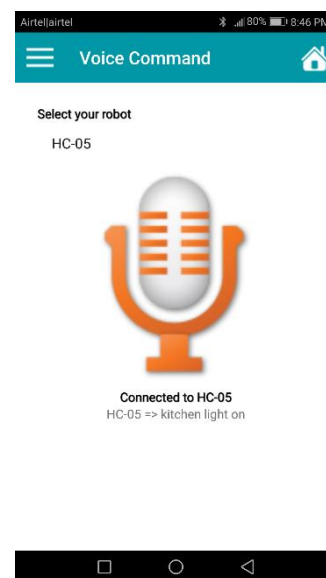 Airtel|airtel 80% 8:46 PM
Voice Command
Select your robot
HC-05
Connected to HC-05
HC-05 => kitchen light on